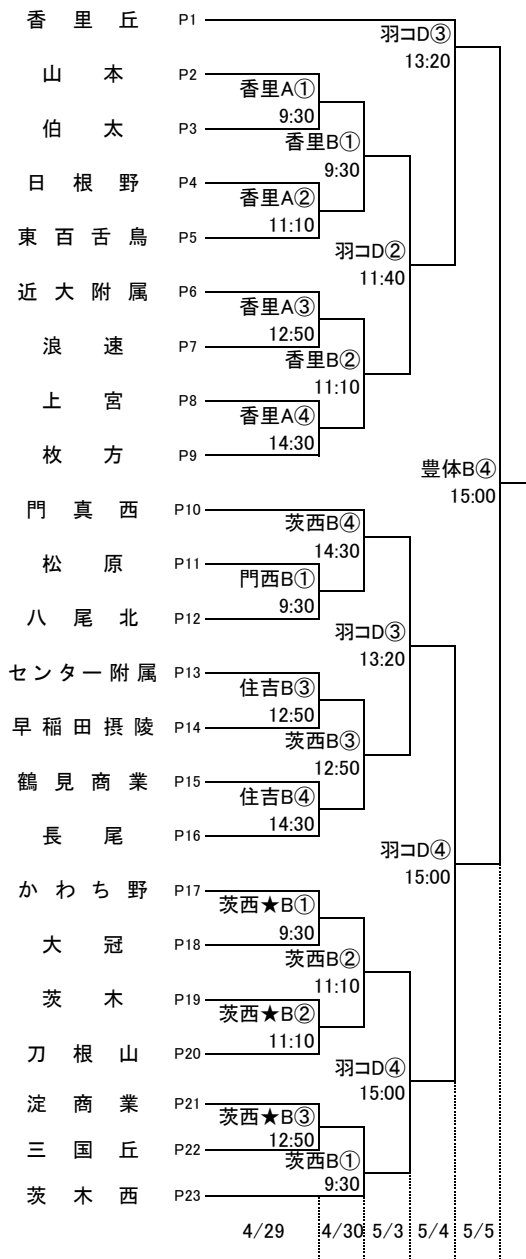 香里丘 P1
羽コD③
13:20
山本 P2
香里A①
9:30
伯太 P3
香里B①
9:30
日根野 P4
香里A②
11:10
東百舌鳥 P5
羽コD②
11:40
近大附属 P6
香里A③
12:50
浪速 P7
香里B②
11:10
上宮 P8
香里A④
14:30
枚方 P9
豊体B④
15:00
門真西 P10
茨西B④
14:30
松原 P11
門西B①
9:30
八尾北 P12
羽コD③
13:20
センター附属 P13
住吉B③
12:50
早稲田摂陵 P14
茨西B③
12:50
鶴見商業 P15
住吉B④
14:30
長尾 P16
羽コD④
15:00
かわち野 P17
茨西★B①
9:30
大冠 P18
茨西B②
11:10
茨木 P19
茨西★B②
11:10
刀根山 P20
羽コD④
15:00
淀商業 P21
茨西★B③
12:50
三国丘 P22
茨西B①
9:30
茨木西 P23
4/29 4/30 5/3 5/4 5/5